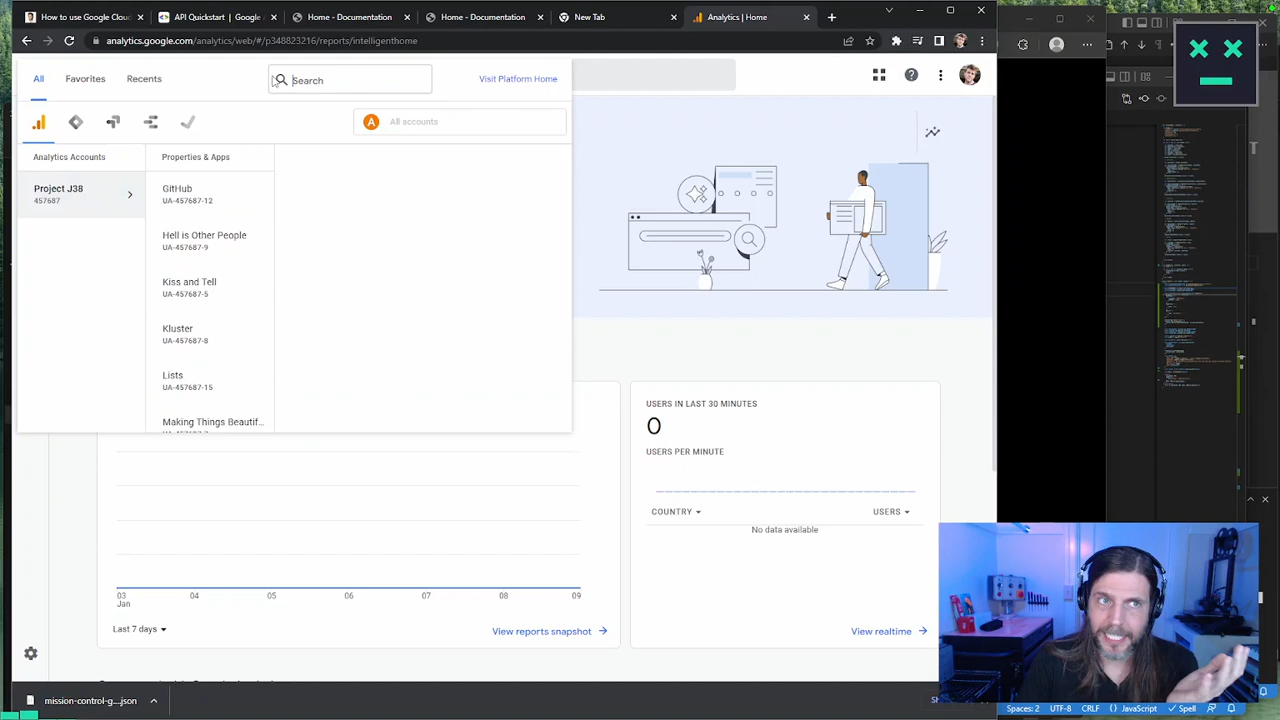 How to use Google Cloud
API Quickstart | Google
Home - Documentation
Home - Documentation
New Tab
Analytics | Home
analytics.google.com/analytics/web/#/p348823216/reports/intelligenthome
All
Favorites
Recents
Search
Visit Platform Home
All accounts
Analytics Accounts
Properties & Apps
Project J38
457687
GitHub
UA-457687-12
Hell is Other People
UA-457687-9
Kiss and Tell
UA-457687-5
Kluster
UA-457687-8
Lists
UA-457687-15
Making Things Beautif...
USERS IN LAST 30 MINUTES
0
USERS PER MINUTE
COUNTRY
USERS
No data available
03
Jan
04
05
06
07
08
09
Last 7 days
View reports snapshot
View realtime
mission-control-g....json
Spaces: 2
UTF-8
CRLF
{ } JavaScript
Spell